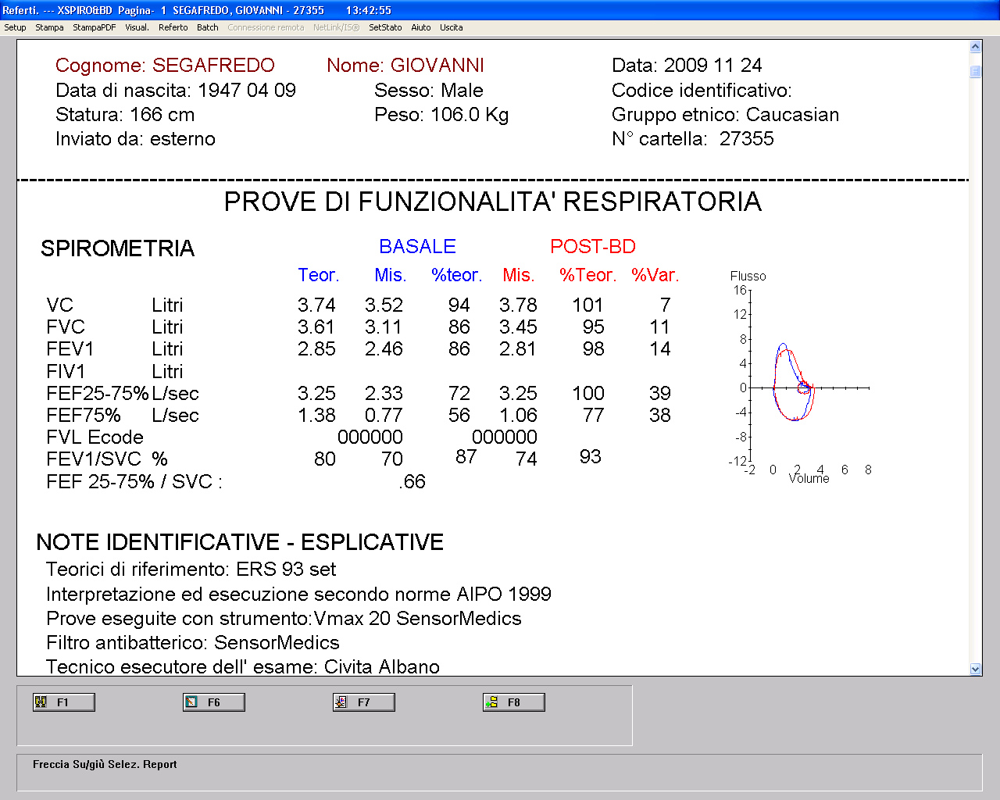 Referti. --- XSPIRO&BD Pagina- 1 SEGAFREDO, GIOVANNI - 27355 13:42:55
Setup Stampa StampaPDF Visual. Referto Batch Connessione remota NetLink/IS® SetStato Aiuto Uscita
Cognome: SEGAFREDO Nome: GIOVANNI Data: 2009 11 24
Data di nascita: 1947 04 09 Sesso: Male Codice identificativo:
Statura: 166 cm Peso: 106.0 Kg Gruppo etnico: Caucasian
Inviato da: esterno N° cartella: 27355
PROVE DI FUNZIONALITA' RESPIRATORIA
SPIROMETRIA BASALE POST-BD
Teor. Mis. %teor. Mis. %Teor. %Var.
VC Litri 3.74 3.52 94 3.78 101 7
FVC Litri 3.61 3.11 86 3.45 95 11
FEV1 Litri 2.85 2.46 86 2.81 98 14
FIV1 Litri
FEF25-75% L/sec 3.25 2.33 72 3.25 100 39
FEF75% L/sec 1.38 0.77 56 1.06 77 38
FVL Ecode 000000 000000
FEV1/SVC % 80 70 87 74 93
FEF 25-75% / SVC : .66
Flusso
16
12
8
4
0
-4
-8
-12
-2 0 2 4 6 8
Volume
NOTE IDENTIFICATIVE - ESPLICATIVE
Teorici di riferimento: ERS 93 set
Interpretazione ed esecuzione secondo norme AIPO 1999
Prove eseguite con strumento:Vmax 20 SensorMedics
Filtro antibatterico: SensorMedics
Tecnico esecutore dell' esame: Civita Albano
F1 F6 F7 F8
Freccia Su/giù Selez. Report